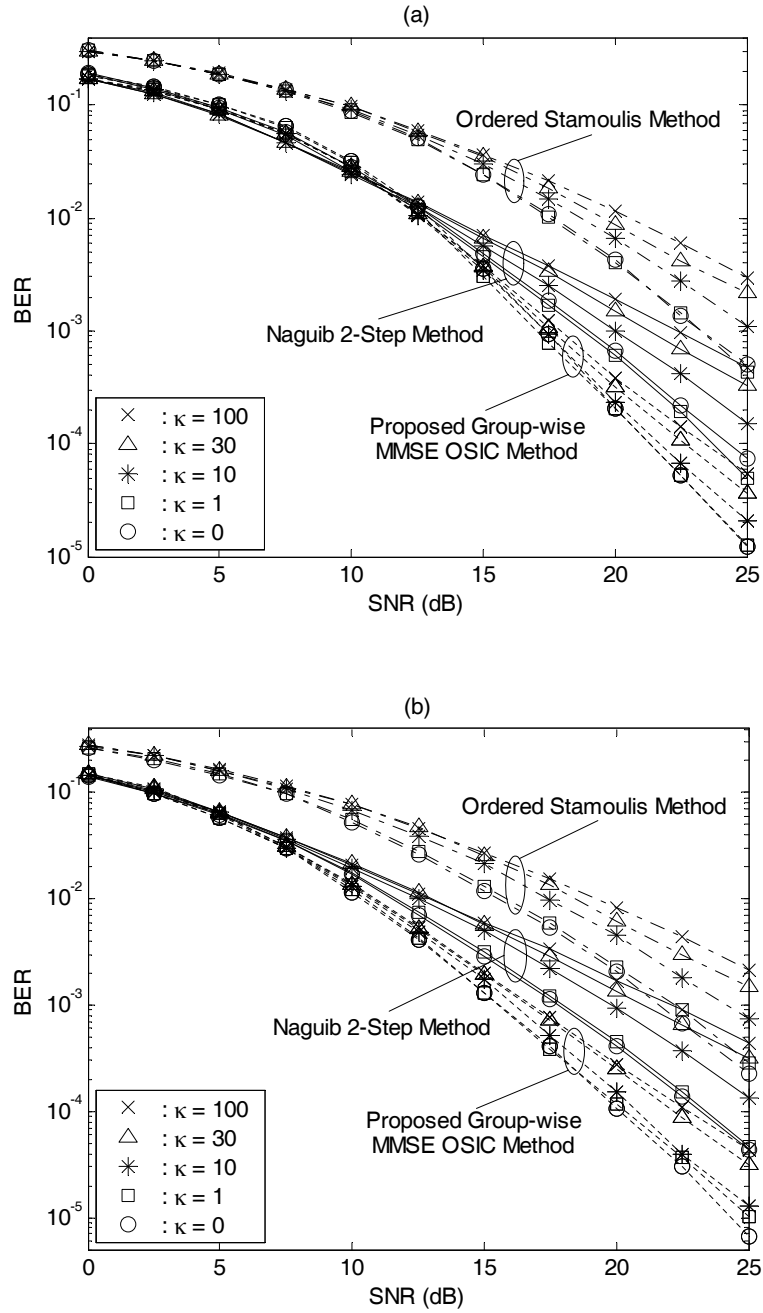 (a)
10^-1
10^-2
10^-3
10^-4
10^-5
BER
Ordered Stamoulis Method
Naguib 2-Step Method
Proposed Group-wise
MMSE OSIC Method
: κ = 100
: κ = 30
: κ = 10
: κ = 1
: κ = 0
0 5 10 15 20 25
SNR (dB)
(b)
10^-1
10^-2
10^-3
10^-4
10^-5
BER
Ordered Stamoulis Method
Naguib 2-Step Method
Proposed Group-wise
MMSE OSIC Method
: κ = 100
: κ = 30
: κ = 10
: κ = 1
: κ = 0
0 5 10 15 20 25
SNR (dB)